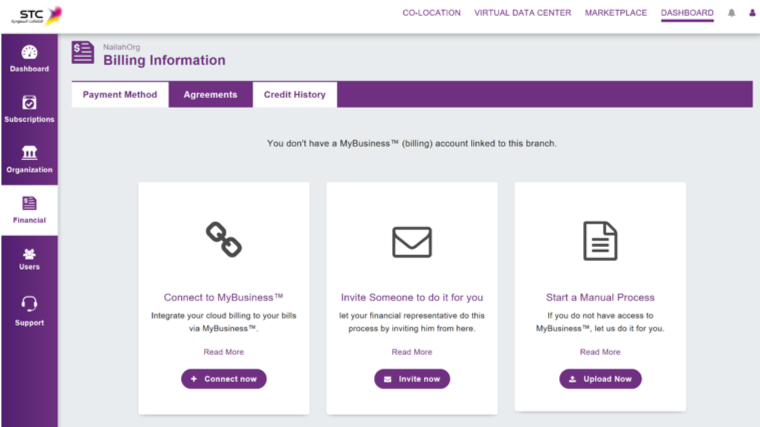 STC
CO-LOCATION VIRTUAL DATA CENTER MARKETPLACE DASHBOARD
NailahOrg
Billing Information
Dashboard
Subscriptions
Organization
Financial
Users
Support
Payment Method Agreements Credit History
You don't have a MyBusiness™ (billing) account linked to this branch.
Connect to MyBusiness™
Integrate your cloud billing to your bills
via MyBusiness™.
Read More
Connect now
Invite Someone to do it for you
let your financial representative do this
process by inviting him from here.
Read More
Invite now
Start a Manual Process
If you do not have access to
MyBusiness™, let us do it for you.
Read More
Upload Now